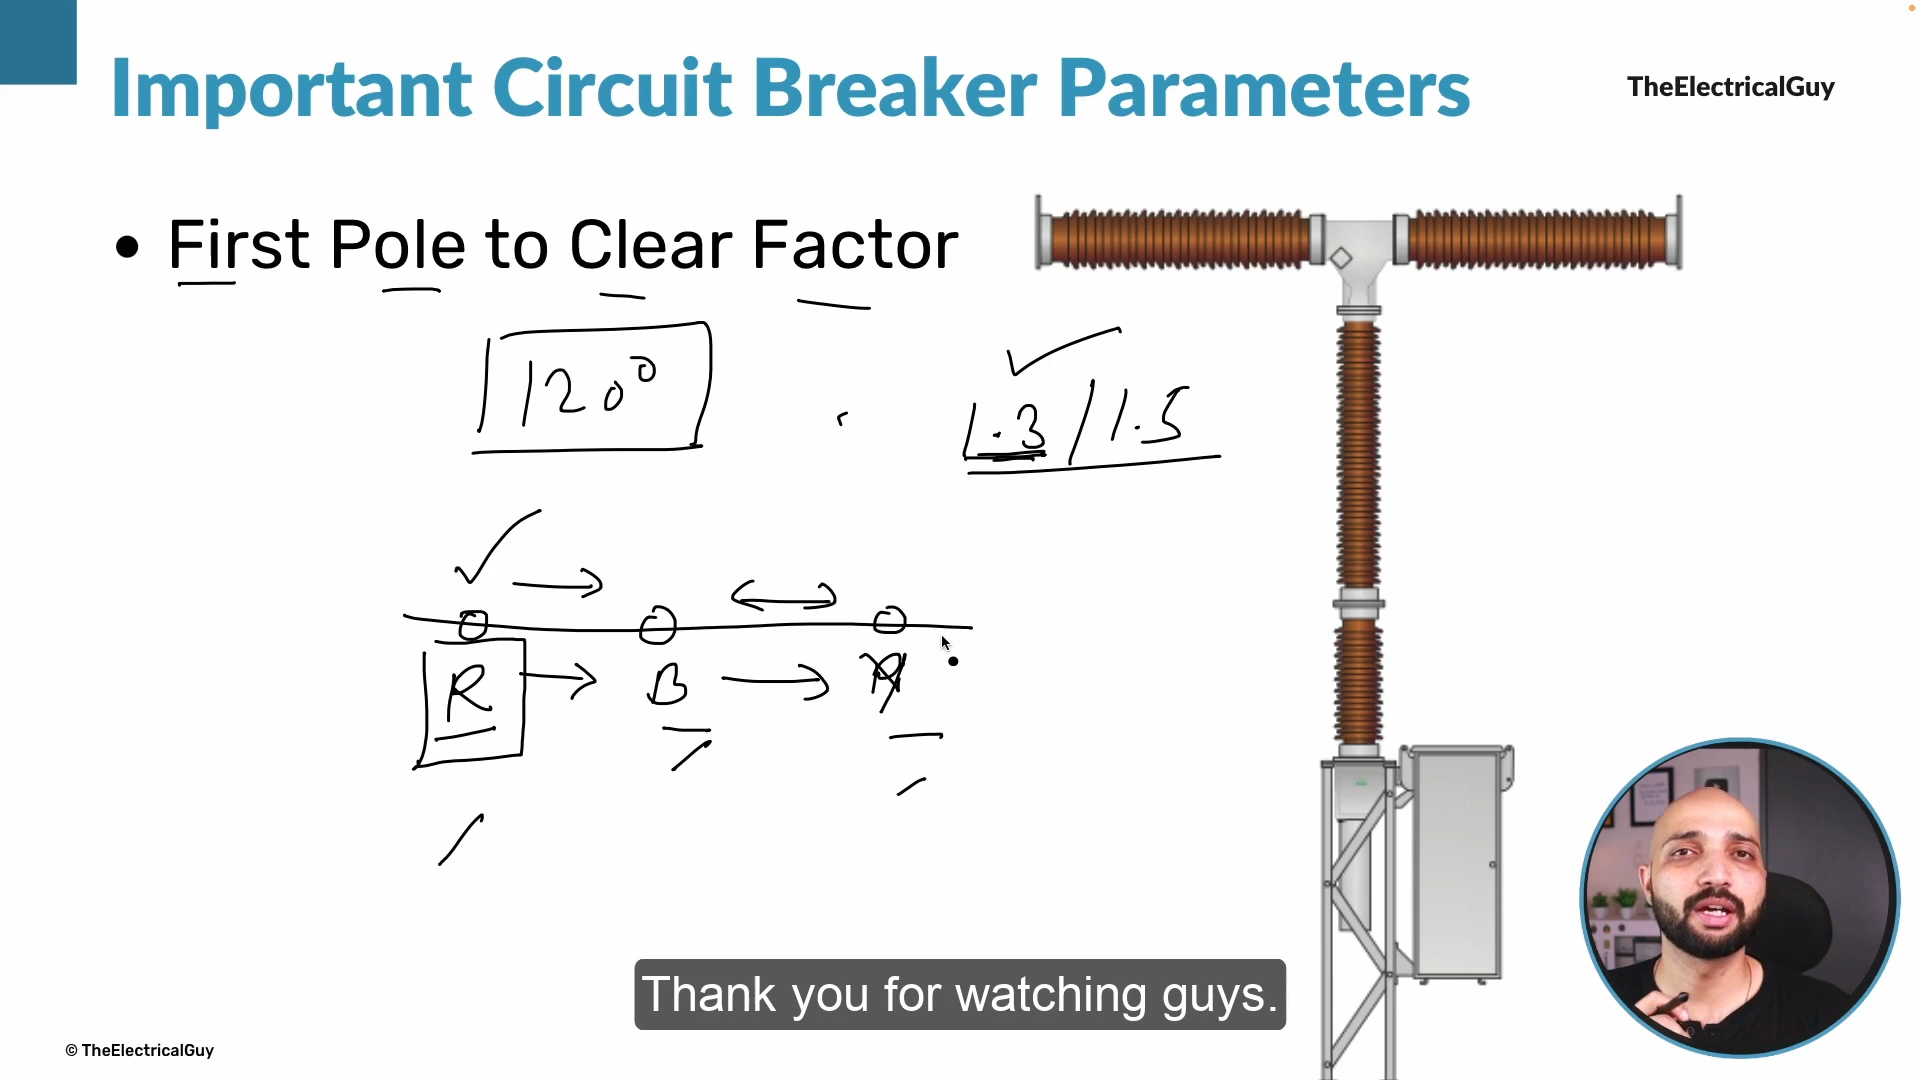 Important Circuit Breaker Parameters
TheElectricalGuy
• First Pole to Clear Factor
120°
1.3/1.5
R → B →
Thank you for watching guys.
© TheElectricalGuy